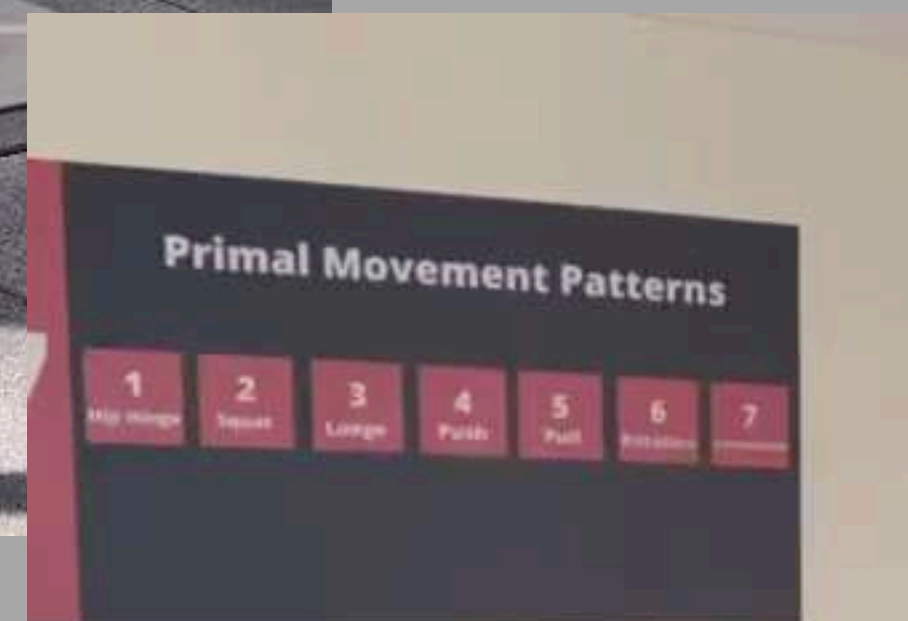 Primal Movement Patterns
1
Hip Hinge
2
Squat
3
Lunge
4
Push
5
Pull
6
Rotation
7